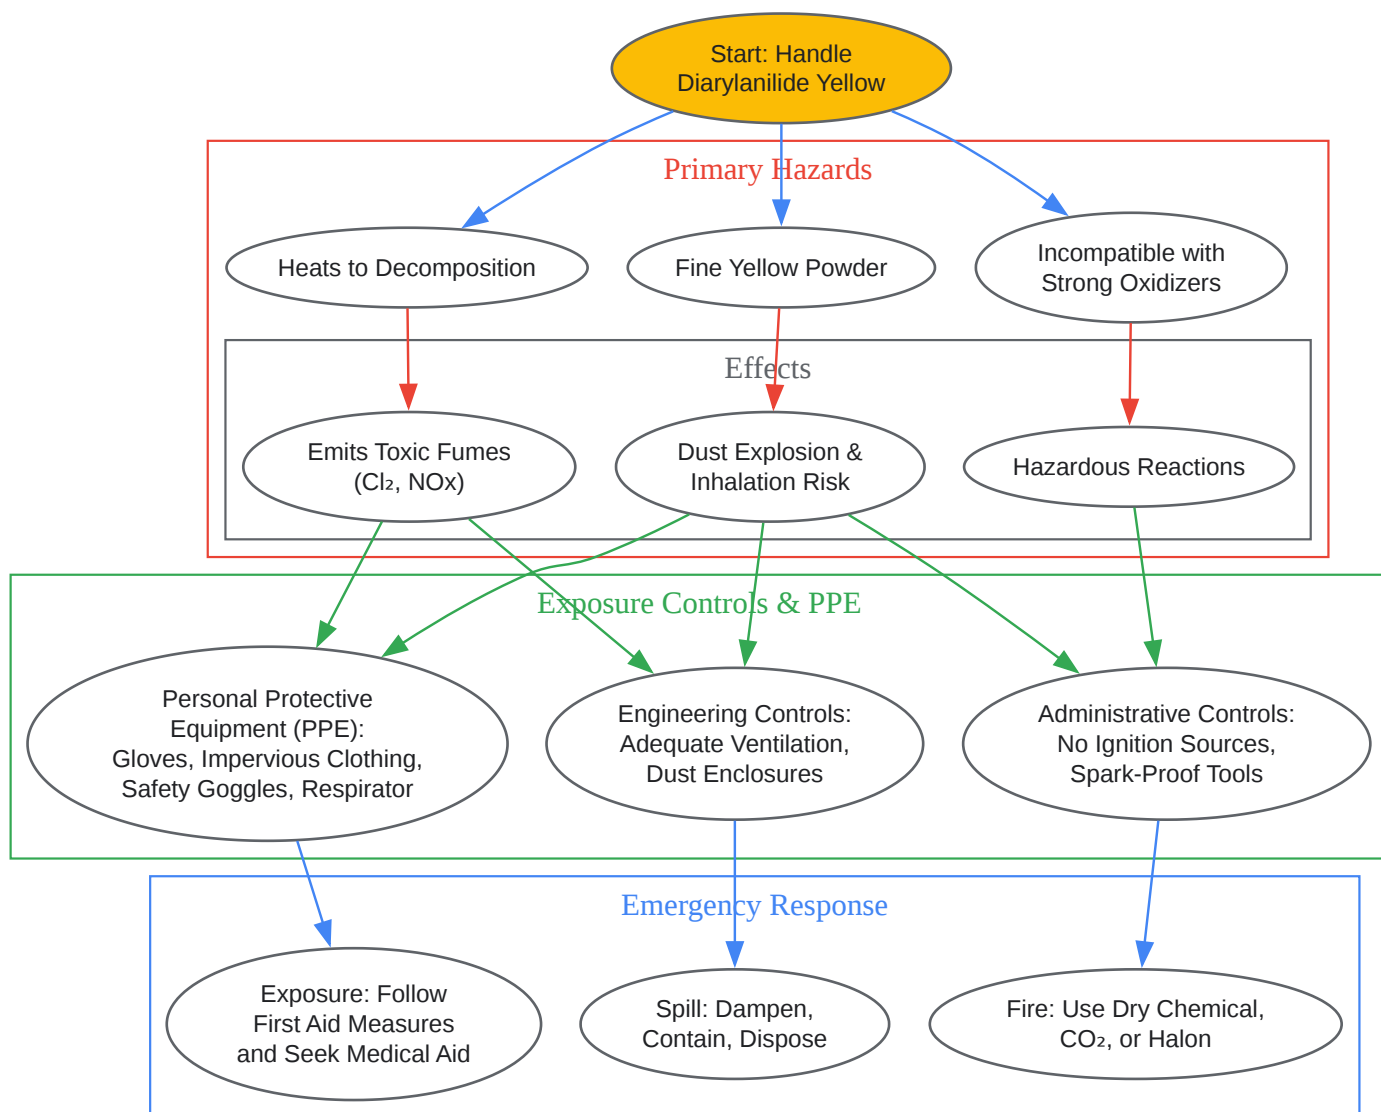 Start: Handle
Diarylanilide Yellow
Primary Hazards
Heats to Decomposition
Fine Yellow Powder
Incompatible with
Strong Oxidizers
Effects
Emits Toxic Fumes
(Cl₂, NOx)
Dust Explosion &
Inhalation Risk
Hazardous Reactions
Exposure Controls & PPE
Personal Protective
Equipment (PPE):
Gloves, Impervious Clothing,
Safety Goggles, Respirator
Engineering Controls:
Adequate Ventilation,
Dust Enclosures
Administrative Controls:
No Ignition Sources,
Spark-Proof Tools
Emergency Response
Exposure: Follow
First Aid Measures
and Seek Medical Aid
Spill: Dampen,
Contain, Dispose
Fire: Use Dry Chemical,
CO₂, or Halon